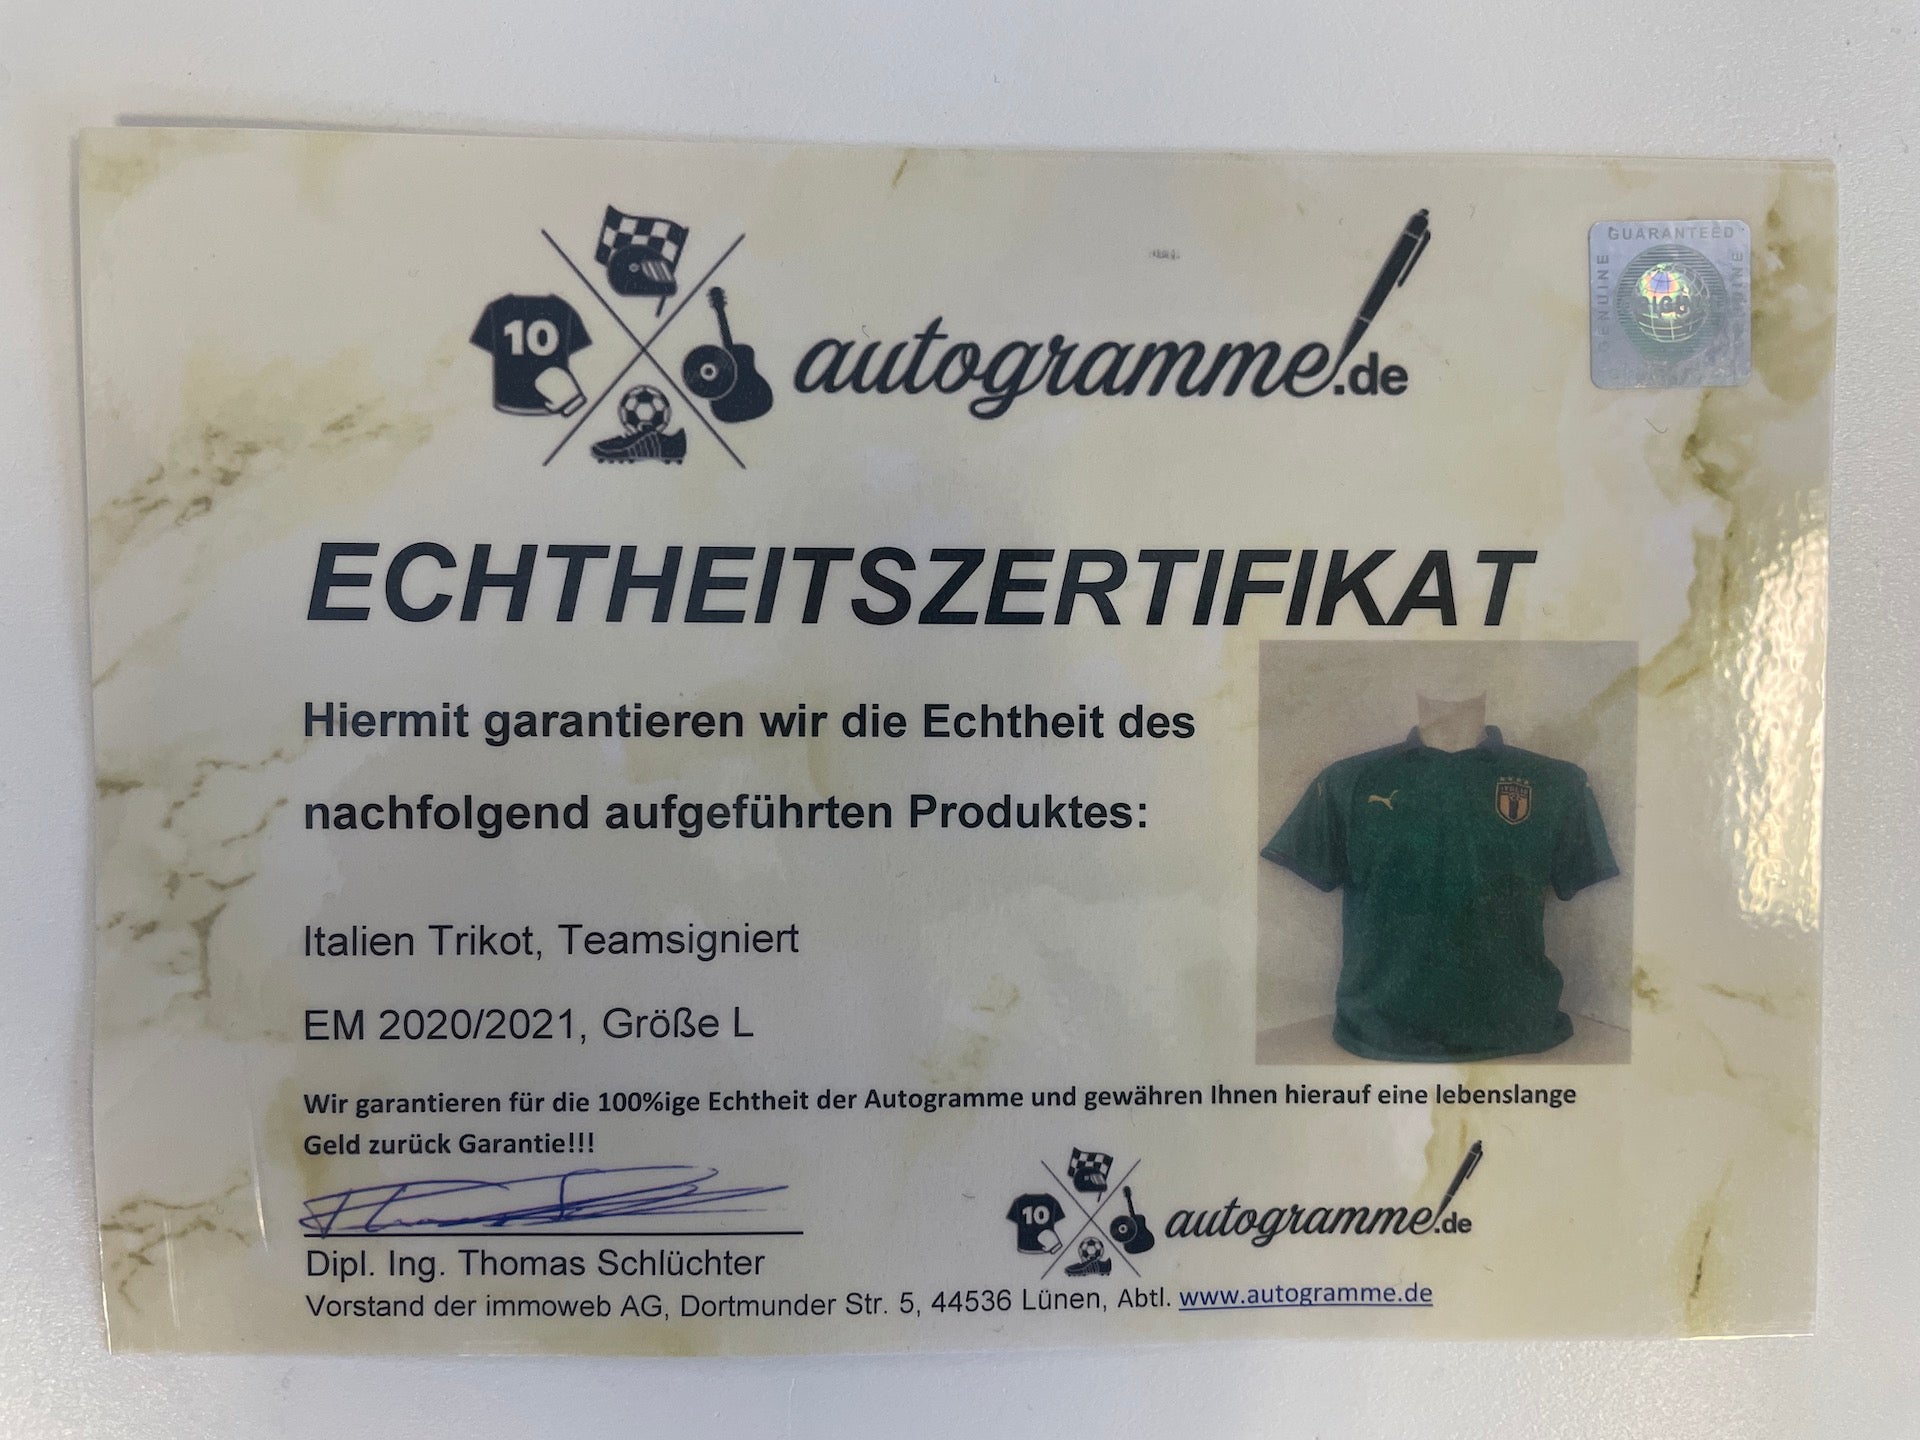 10
autogramme.de
GUARANTEED
GENUINE
ECHTHEITSZERTIFIKAT
Hiermit garantieren wir die Echtheit des
nachfolgend aufgeführten Produktes:
Italien Trikot, Teamsigniert
EM 2020/2021, Größe L
Wir garantieren für die 100%ige Echtheit der Autogramme und gewähren Ihnen hierauf eine lebenslange
Geld zurück Garantie!!!
10
autogramme.de
Dipl. Ing. Thomas Schlüchter
Vorstand der immoweb AG, Dortmunder Str. 5, 44536 Lünen, Abtl. www.autogramme.de